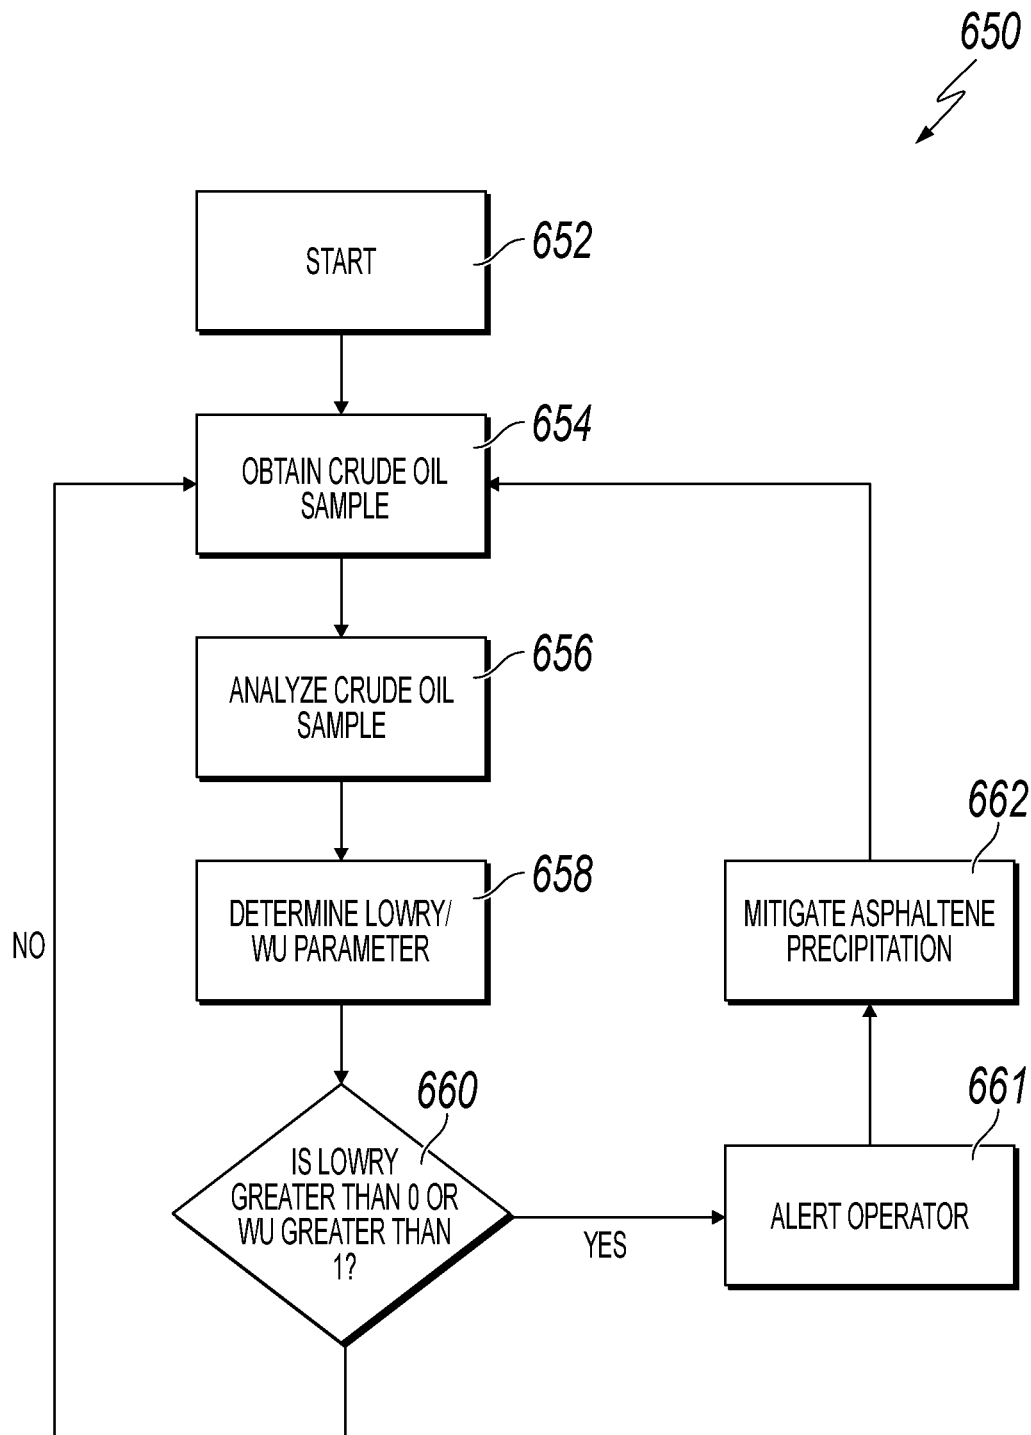 650
START
652
OBTAIN CRUDE OIL
SAMPLE
654
ANALYZE CRUDE OIL
SAMPLE
656
DETERMINE LOWRY/
WU PARAMETER
658
NO
IS LOWRY
GREATER THAN 0 OR
WU GREATER THAN
1?
660
YES
ALERT OPERATOR
661
MITIGATE ASPHALTENE
PRECIPITATION
662